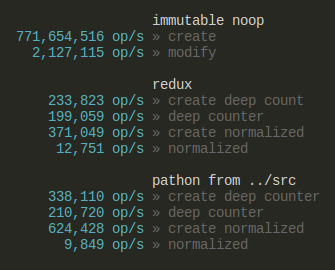 immutable noop
771,654,516 op/s » create
2,127,115 op/s » modify
redux
233,823 op/s » create deep count
199,059 op/s » deep counter
371,049 op/s » create normalized
12,751 op/s » normalized
pathon from ../src
338,110 op/s » create deep counter
210,720 op/s » deep counter
624,428 op/s » create normalized
9,849 op/s » normalized